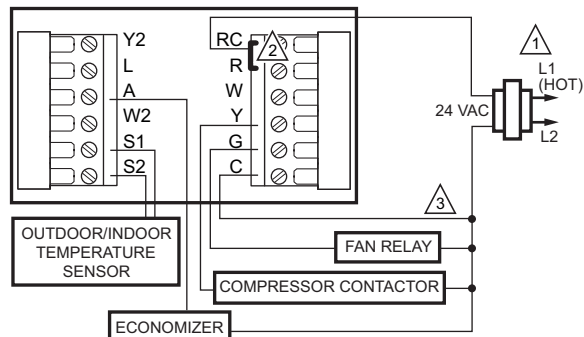 Y2
L
A
W2
S1
S2
RC
R
W
Y
G
C
2
1
L1
(HOT)
24 VAC
L2
3
OUTDOOR/INDOOR
TEMPERATURE
SENSOR
FAN RELAY
COMPRESSOR CONTACTOR
ECONOMIZER